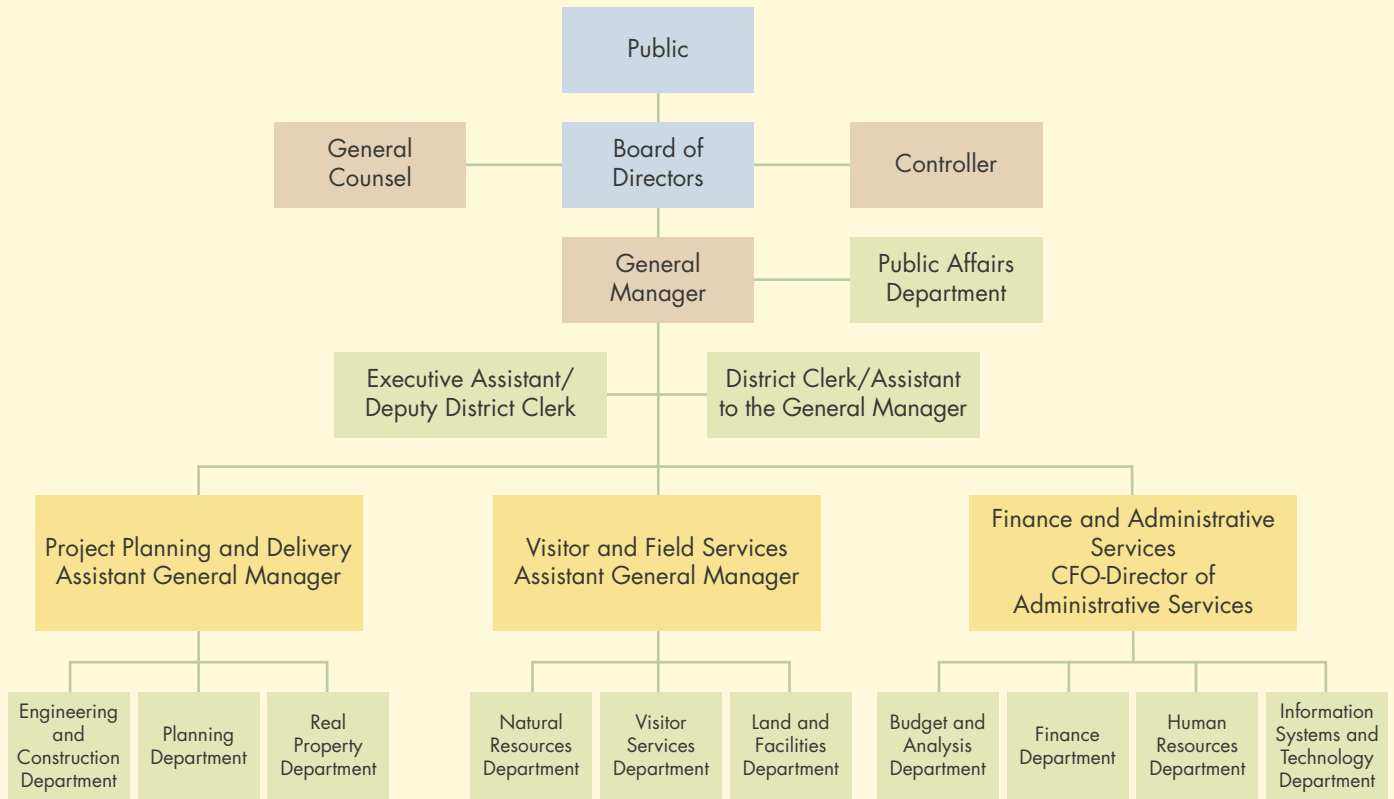 Public
General
Counsel
Board of
Directors
Controller
General
Manager
Public Affairs
Department
Executive Assistant/
Deputy District Clerk
District Clerk/Assistant
to the General Manager
Project Planning and Delivery
Assistant General Manager
Visitor and Field Services
Assistant General Manager
Finance and Administrative
Services
CFO-Director of
Administrative Services
Engineering
and
Construction
Department
Planning
Department
Real
Property
Department
Natural
Resources
Department
Visitor
Services
Department
Land and
Facilities
Department
Budget and
Analysis
Department
Finance
Department
Human
Resources
Department
Information
Systems and
Technology
Department